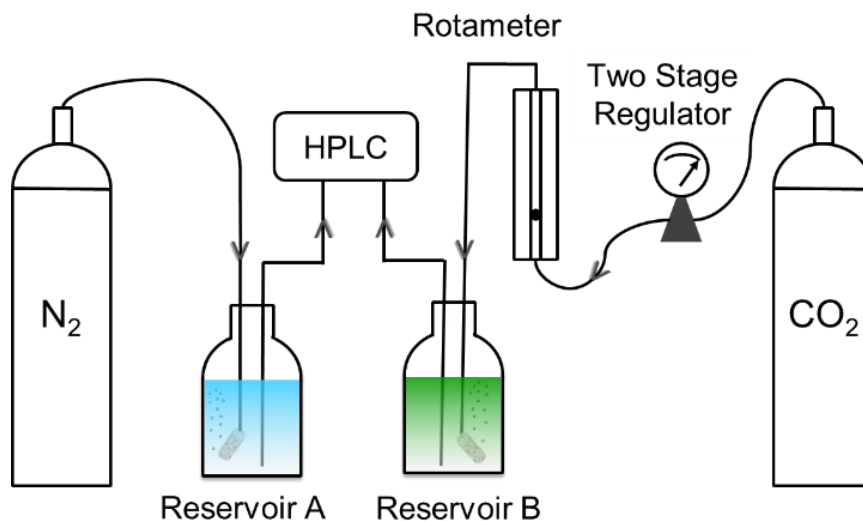 Rotameter
Two Stage
Regulator
HPLC
N₂
CO₂
Reservoir A
Reservoir B